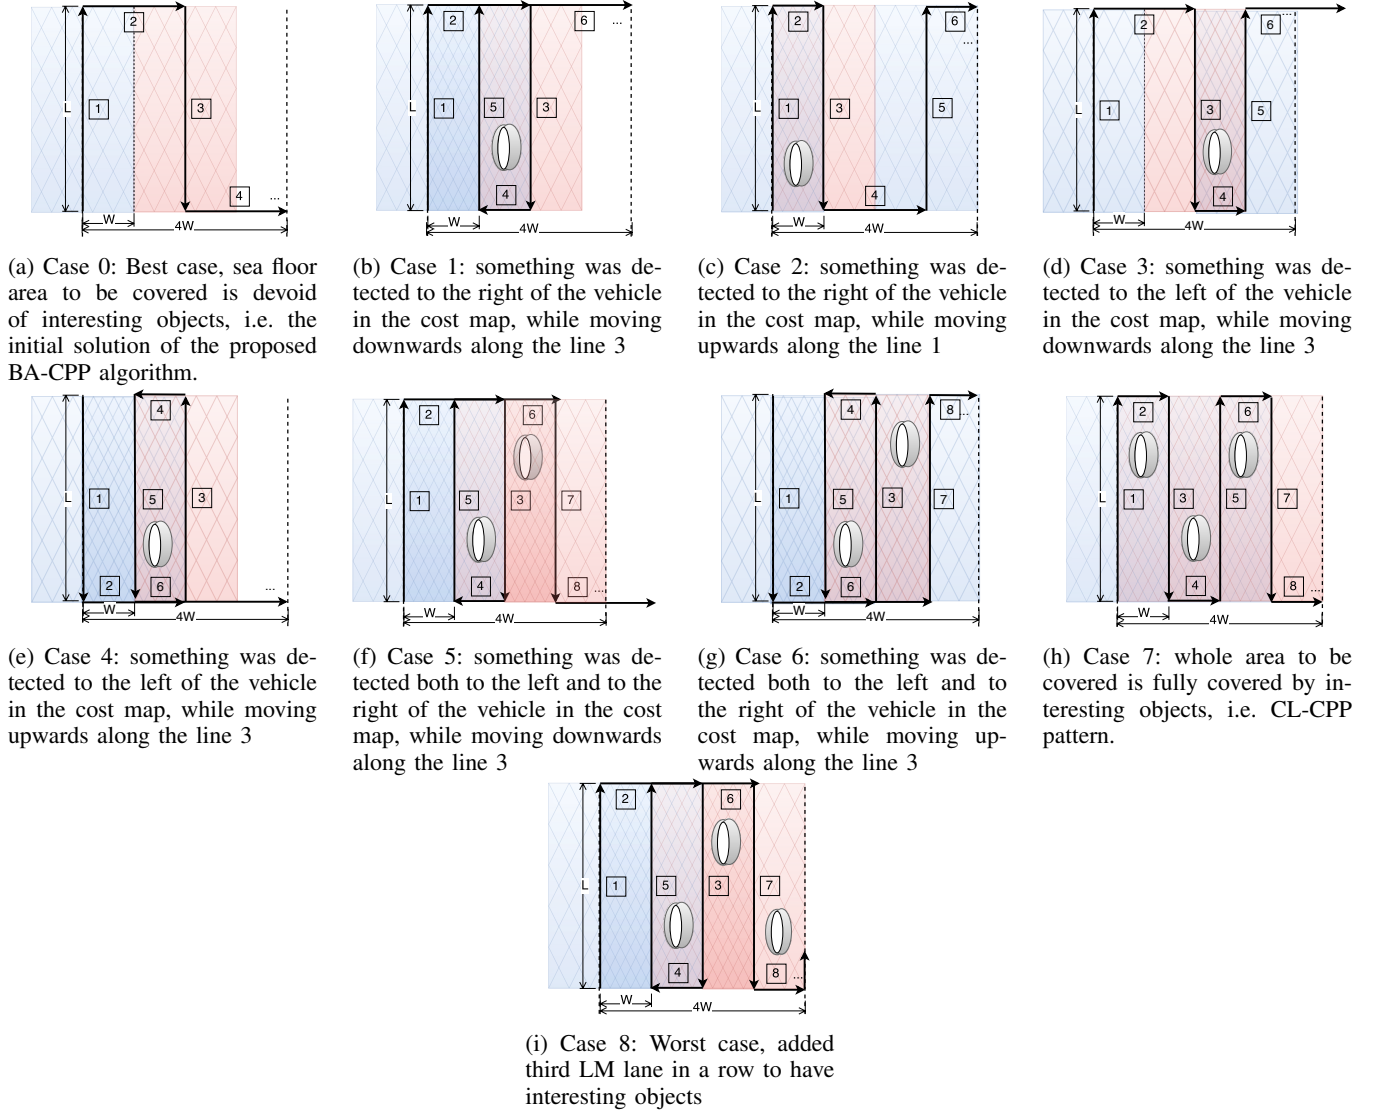 2
1
L
3
4
...
W
4W
2
6
...
L
1
5
3
4
W
4W
2
6
...
L
1
3
5
4
W
4W
2
6
...
L
1
3
5
4
W
4W
(a) Case 0: Best case, sea floor
area to be covered is devoid
of interesting objects, i.e. the
initial solution of the proposed
BA-CPP algorithm.
(b) Case 1: something was de-
tected to the right of the vehicle
in the cost map, while moving
downwards along the line 3
(c) Case 2: something was de-
tected to the right of the vehicle
in the cost map, while moving
upwards along the line 1
(d) Case 3: something was de-
tected to the left of the vehicle
in the cost map, while moving
downwards along the line 3
4
L
1
5
3
2
6
...
W
4W
2
6
L
1
5
3
7
4
8
...
W
4W
4
8
...
L
1
5
3
7
2
6
W
4W
2
6
L
1
3
5
7
4
8
...
W
4W
(e) Case 4: something was de-
tected to the left of the vehicle
in the cost map, while moving
upwards along the line 3
(f) Case 5: something was de-
tected both to the left and to the
right of the vehicle in the cost
map, while moving downwards
along the line 3
(g) Case 6: something was de-
tected both to the left and to
the right of the vehicle in the
cost map, while moving up-
wards along the line 3
(h) Case 7: whole area to be
covered is fully covered by in-
teresting objects, i.e. CL-CPP
pattern.
2
6
L
1
5
3
7
4
8
...
W
4W
(i) Case 8: Worst case, added
third LM lane in a row to have
interesting objects